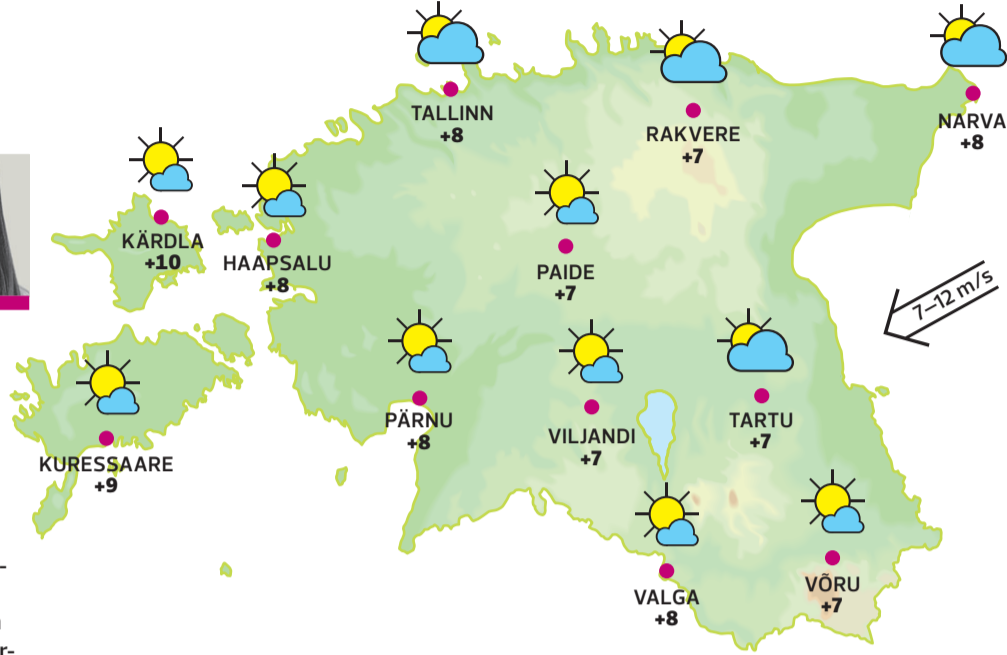 TALLINN
+8
RAKVERE
+7
NARVA
+8
KÄRDLA
+10
HAAPSALU
+8
PAIDE
+7
7–12 m/s
PÄRNU
+8
VILJANDI
+7
TARTU
+7
KURESSAARE
+9
VALGA
+8
VÕRU
+7
–
r-